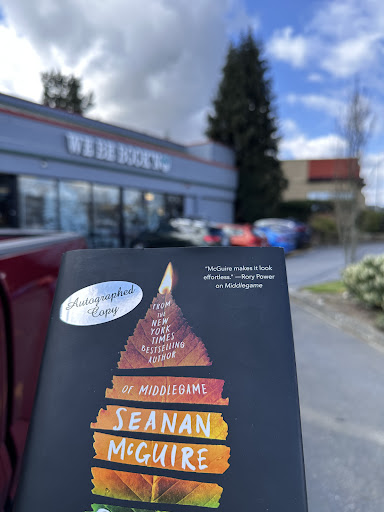 WE BE BOOK'N
Autographed
Copy
"McGuire makes it look
effortless." —Rory Power
on Middlegame
FROM
THE
NEW
YORK
TIMES
BESTSELLING
AUTHOR
OF MIDDLEGAME
SEANAN
McGUIRE